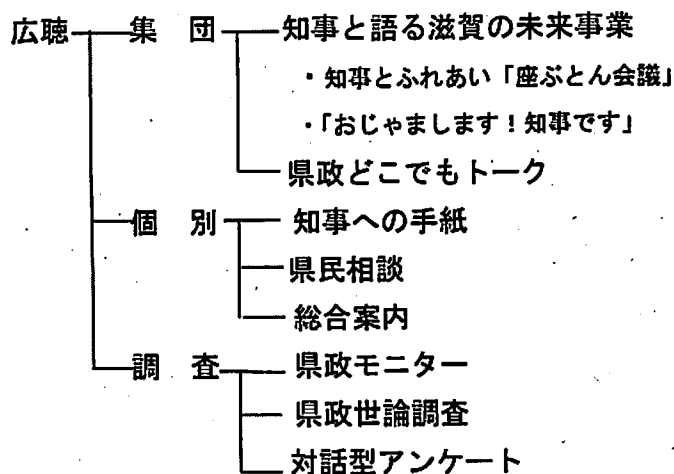 広聴 集団 知事と語る滋賀の未来事業
・知事とふれあい「座ぶとん会議」
・「おじゃまします!知事です」
県政どこでもトーク
個別 知事への手紙
県民相談
総合案内
調査 県政モニター
県政世論調査
対話型アンケート